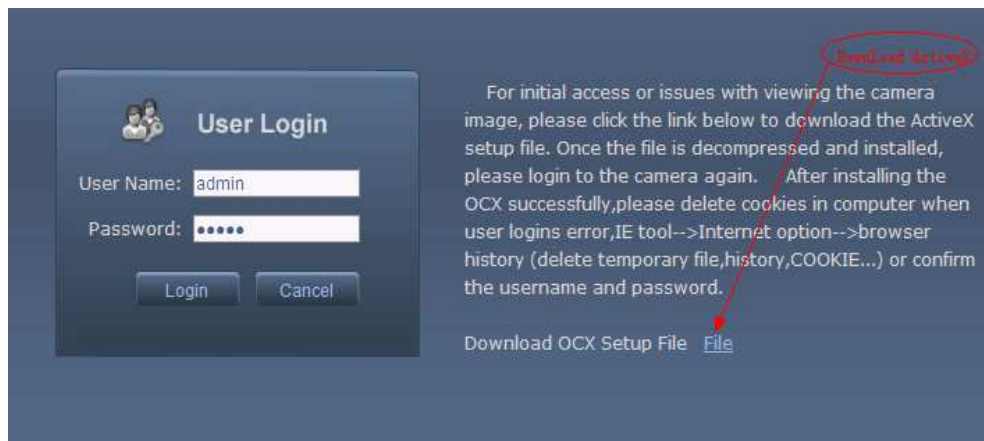 Download ActiveX
User Login
User Name: admin
Password: •••••
Login Cancel
For initial access or issues with viewing the camera
image, please click the link below to download the ActiveX
setup file. Once the file is decompressed and installed,
please login to the camera again. After installing the
OCX successfully,please delete cookies in computer when
user logins error,IE tool-->Internet option-->browser
history (delete temporary file,history,COOKIE...) or confirm
the username and password.
Download OCX Setup File File